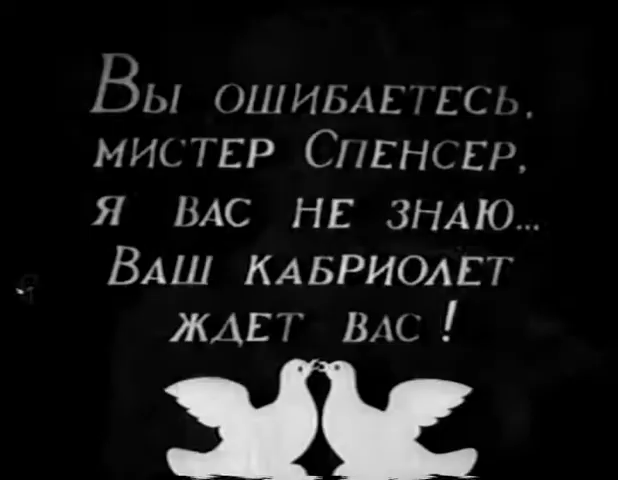 Вы ошибаетесь,
мистер Спенсер,
я вас не знаю...
Ваш кабриолет
ждет вас!